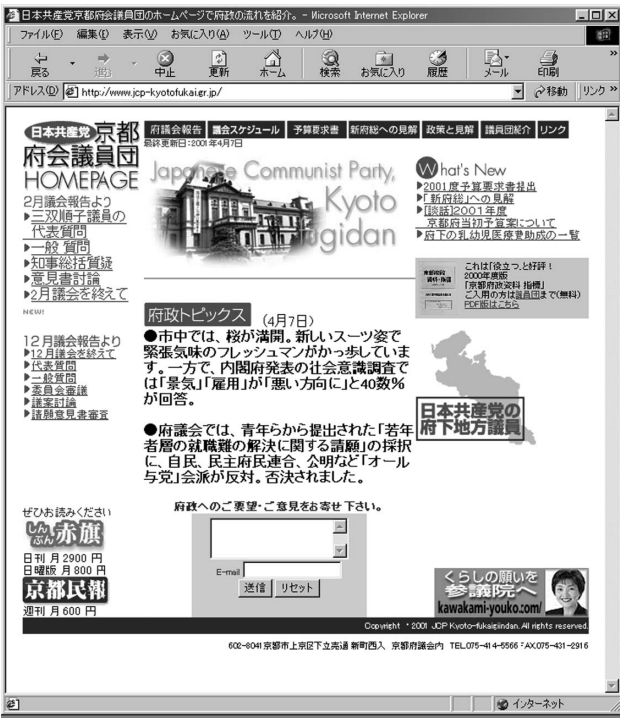 日本共産党京都府会議員団のホームページで府政の流れを紹介。 - Microsoft Internet Explorer
ファイル(F) 編集(E) 表示(V) お気に入り(A) ツール(T) ヘルプ(H)
戻る 進む 中止 更新 ホーム 検索 お気に入り 履歴 メール 印刷
アドレス(D) http://www.jcp-kyotofukai.gr.jp/ 移動 リンク
日本共産党 京都
府会議員団
HOMEPAGE
府議会報告 議会スケジュール 予算要求書 新府総への見解 政策と見解 議員団紹介 リンク
最終更新日:2001年4月7日
Japanese Communist Party,
Kyoto
ugidan
2月議会報告より
三双順子議員の
代表質問
一般 質問
知事総括質疑
意見書討論
2月議会を終えて
NEW!
12月議会報告より
12月議会を終えて
代表質問
一般質問
委員会審議
議案討論
請願意見書審査
What's New
2001度予算要求書提出
「新府総」への見解
[談話]2001年度
京都府当初予算案について
府下の乳幼児医療費助成の一覧
これは「役立つ」と好評!
2000年度版
「京都府政資料・指標」
ご入用の方は議員団まで(無料)
PDF版はこちら
府政トピックス (4月7日)
●市中では、桜が満開。新しいスーツ姿で
緊張気味のフレッシュマンがかっ歩していま
す。一方で、内閣府発表の社会意識調査で
は「景気」「雇用」が「悪い方向に」と40数%
が回答。
●府議会では、青年らから提出された「若年
者層の就職難の解決に関する請願」の採択
に、自民、民主府民連合、公明など「オール
与党」会派が反対。否決されました。
日本共産党の
府下地方議員
府政へのご要望・ご意見をお寄せ下さい。
E-mail
送信 リセット
ぜひお読みください
しんぶん赤旗
日刊 月2900 円
日曜版 月800 円
京都民報
週刊 月600 円
くらしの願いを
参議院へ
kawakami-youko.com/
Copyright ・2001 JCP Kyoto-fukaigiindan. All rights reserved.
602-8041京都市上京区下立売通新町西入 京都府議会内 TEL.075-414-5566 FAX.075-431-2916
インターネット